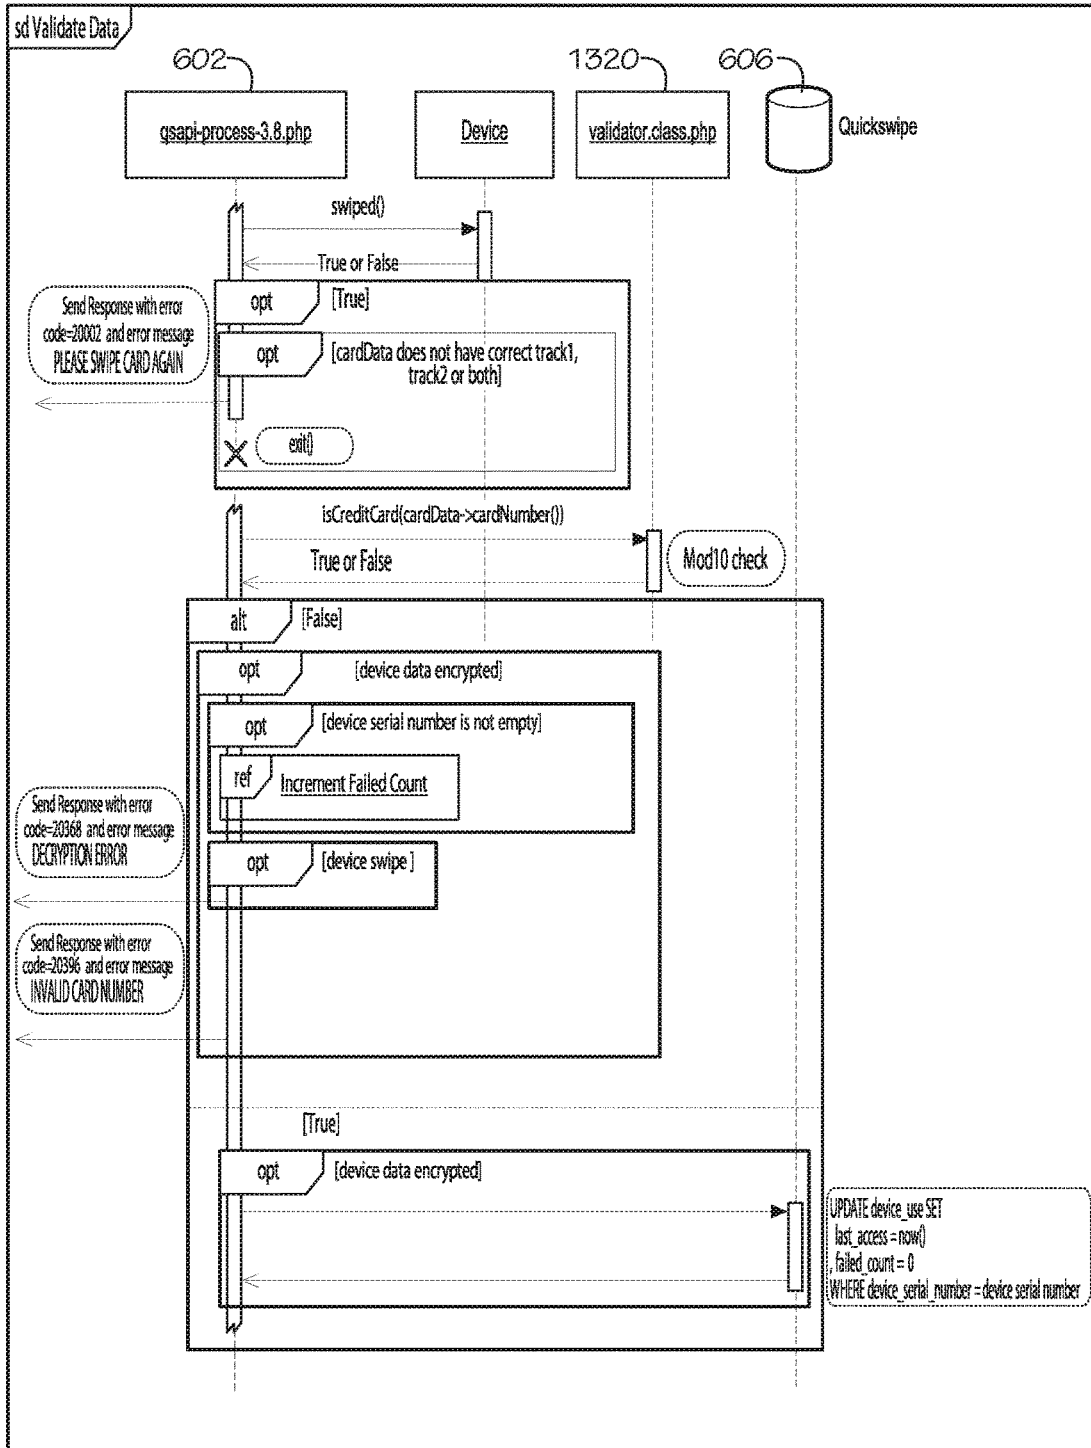 sd Validate Data
602
1320
606
qsapi-process-3.8.php
Device
validator.class.php
Quickswipe
swiped()
True or False
Send Response with error
code=20002 and error message
PLEASE SWIPE CARD AGAIN
opt
[True]
opt
[cardData does not have correct track1,
track2 or both]
exit()
isCreditCard(cardData->cardNumber())
True or False
Mod10 check
alt
[False]
opt
[device data encrypted]
opt
[device serial number is not empty]
ref
Increment Failed Count
Send Response with error
code=20368 and error message
DECRYPTION ERROR
opt
[device swipe ]
Send Response with error
code=20396 and error message
INVALID CARD NUMBER
[True]
opt
[device data encrypted]
UPDATE device_use SET
last_access = now()
, failed_count = 0
WHERE device_serial_number = device serial number